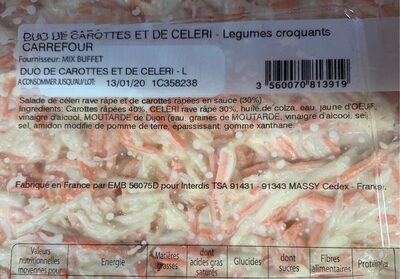 DUO DE CAROTTES ET DE CELERI - Legumes croquants
CARREFOUR
Fournisseur: MIX BUFFET
DUO DE CAROTTES ET DE CELERI - L
A CONSOMMER JUSQU'AU/LOT: 13/01/20 1C358238
3 560070 813919
Salade de céleri rave râpé et de carottes râpées en sauce (30%)
Carottes râpées 40%, CELERI rave râpé 30%, huile de colza, eau, jaune d'OEUF,
vinaigre d'alcool, MOUTARDE de Dijon (eau, graines de MOUTARDE, vinaigre d'alcool, sel)
sel, amidon modifié de pomme de terre, épaississant: gomme xanthane.
Fabriqué en France par EMB 56075D pour Interdis TSA 91431 - 91343 MASSY Cedex - France.
Valeurs nutritionnelles moyennes pour
Energie
Matières grasses
dont acides gras saturés
Glucides
dont sucres
Fibres alimentaires
Protéines